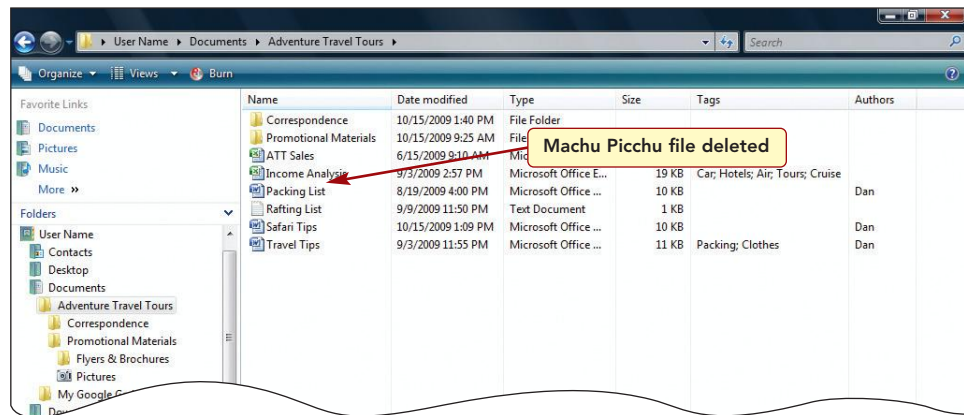 User Name ▸ Documents ▸ Adventure Travel Tours ▸ Search
Organize Views Burn
Favorite Links
Documents
Pictures
Music
More »
Folders
User Name
Contacts
Desktop
Documents
Adventure Travel Tours
Correspondence
Promotional Materials
Flyers & Brochures
Pictures
My Google
Name Date modified Type Size Tags Authors
Correspondence 10/15/2009 1:40 PM File Folder
Promotional Materials 10/15/2009 9:25 AM
ATT Sales 6/15/2009 9:10 AM
Income Analysis 9/3/2009 2:57 PM Microsoft Office E... 19 KB Car; Hotels; Air; Tours; Cruise
Packing List 8/19/2009 4:00 PM Microsoft Office ... 10 KB Dan
Rafting List 9/9/2009 11:50 PM Text Document 1 KB
Safari Tips 10/15/2009 1:09 PM Microsoft Office ... 10 KB Dan
Travel Tips 9/3/2009 11:55 PM Microsoft Office ... 11 KB Packing; Clothes Dan
Machu Picchu file deleted